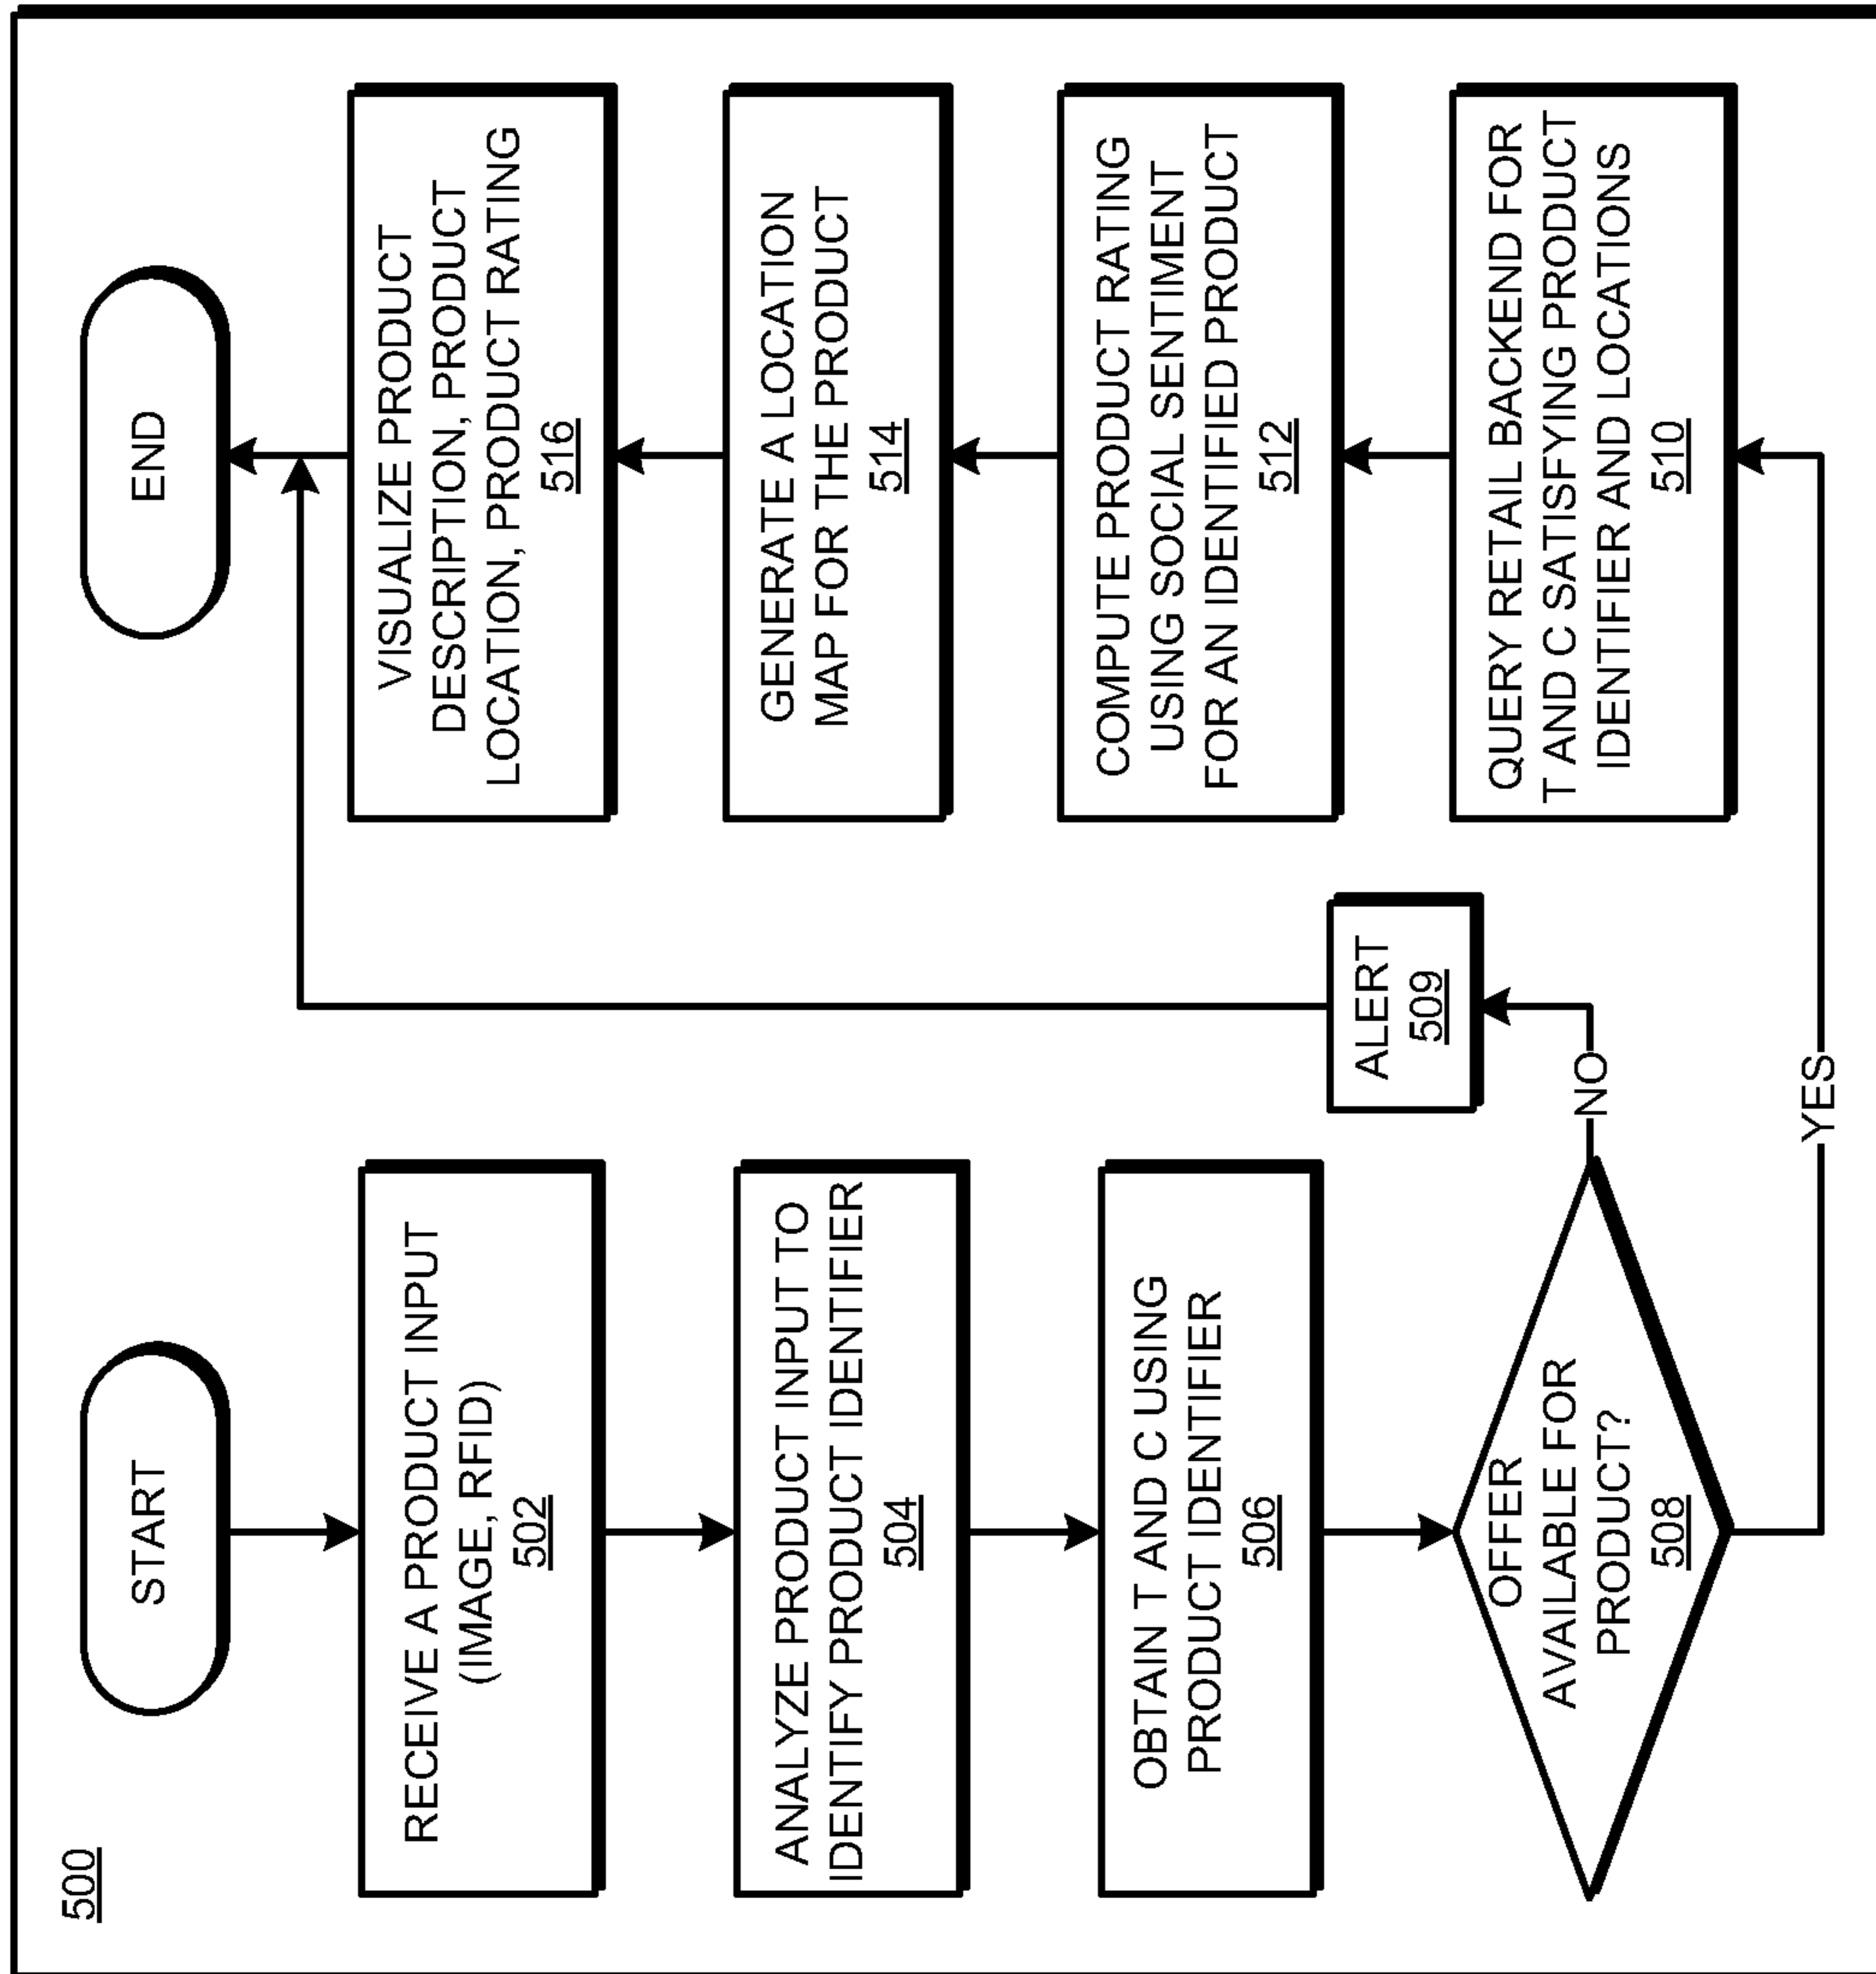 500
START
RECEIVE A PRODUCT INPUT
(IMAGE, RFID)
502
ANALYZE PRODUCT INPUT TO
IDENTIFY PRODUCT IDENTIFIER
504
OBTAIN T AND C USING
PRODUCT IDENTIFIER
506
OFFER
AVAILABLE FOR
PRODUCT?
508
NO
YES
ALERT
509
QUERY RETAIL BACKEND FOR
T AND C SATISFYING PRODUCT
IDENTIFIER AND LOCATIONS
510
COMPUTE PRODUCT RATING
USING SOCIAL SENTIMENT
FOR AN IDENTIFIED PRODUCT
512
GENERATE A LOCATION
MAP FOR THE PRODUCT
514
VISUALIZE PRODUCT
DESCRIPTION, PRODUCT
LOCATION, PRODUCT RATING
516
END